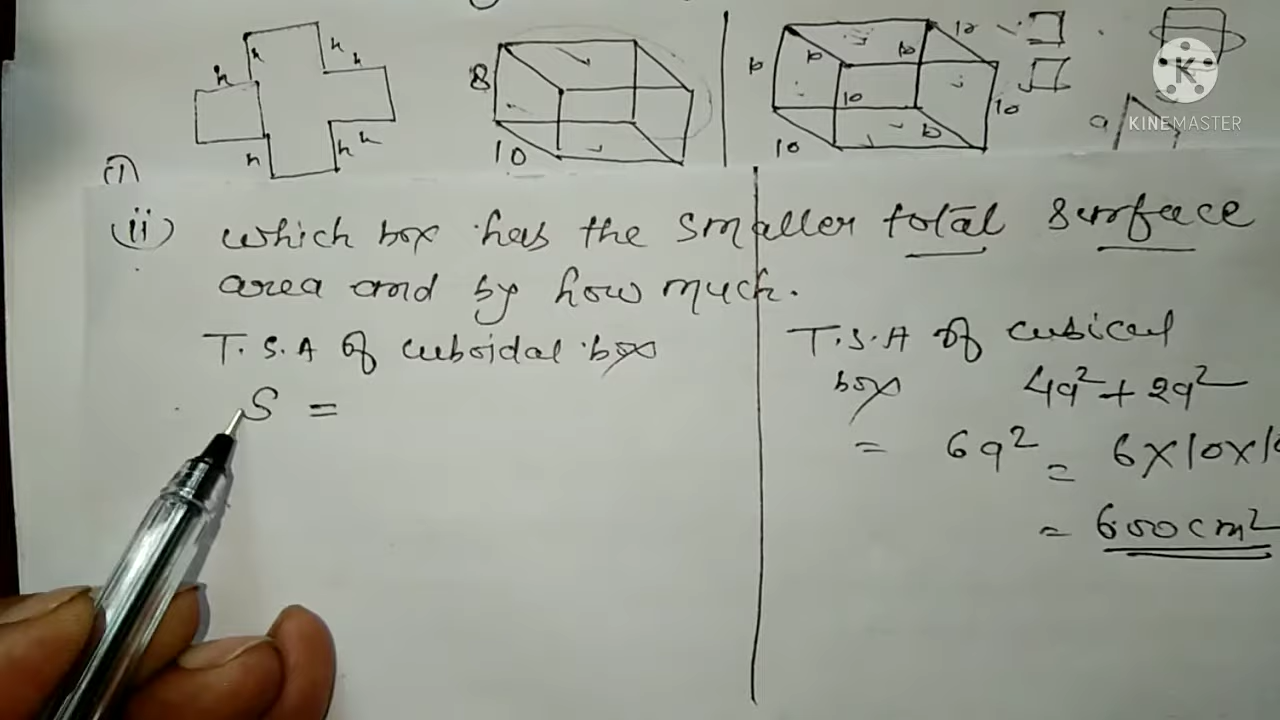 h h h h
h h h
8
10
10 10 10
10 10 10
10
a
K
KINEMASTER
(i)
(ii) which box has the smaller total surface
area and by how much.
T.S.A of cuboidal box
S =
T.S.A of cubical
box 4a²+2a²
= 6a² = 6×10×10
= 600cm²